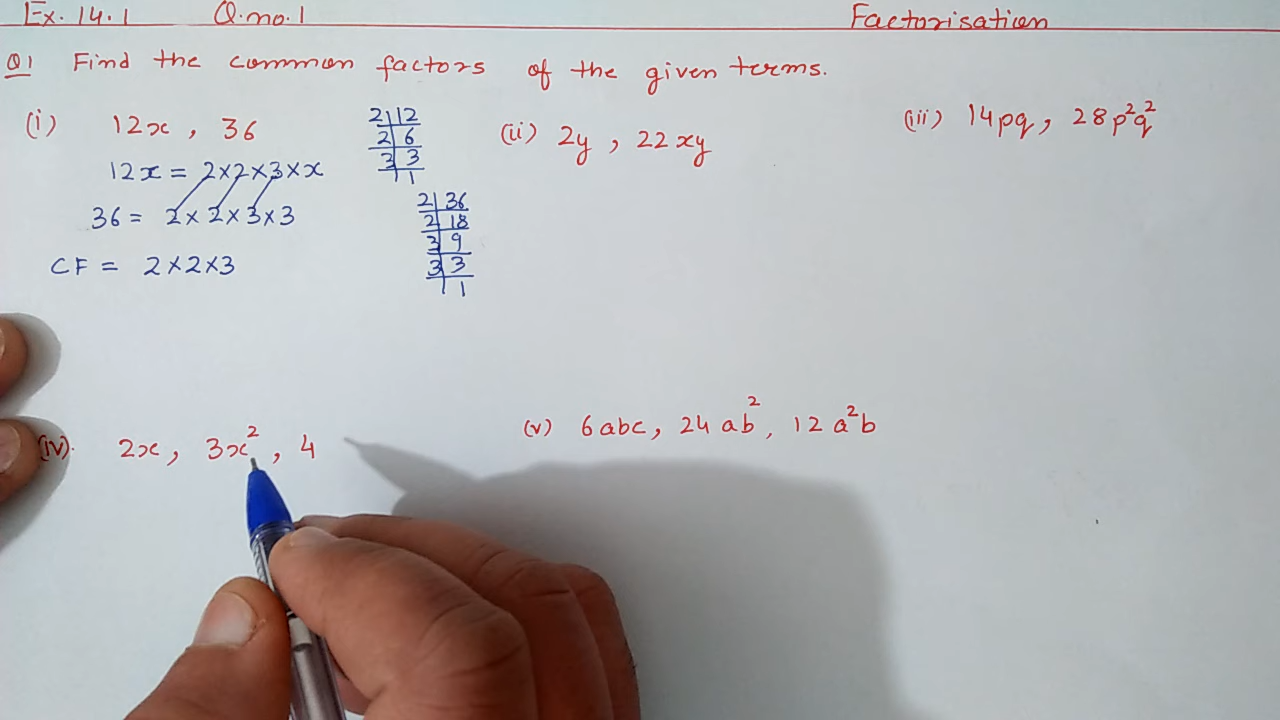 Ex. 14.1 Q.no.1 Factorisation
Q1 Find the common factors of the given terms.
(i) 12x , 36
12x = 2×2×3×x
36 = 2×2×3×3
CF = 2×2×3
2 12
2 6
3 3
1
2 36
2 18
3 9
3 3
1
(ii) 2y , 22xy
(iii) 14pq, 28p²q²
(iv). 2x, 3x², 4
(v) 6abc, 24ab², 12a²b